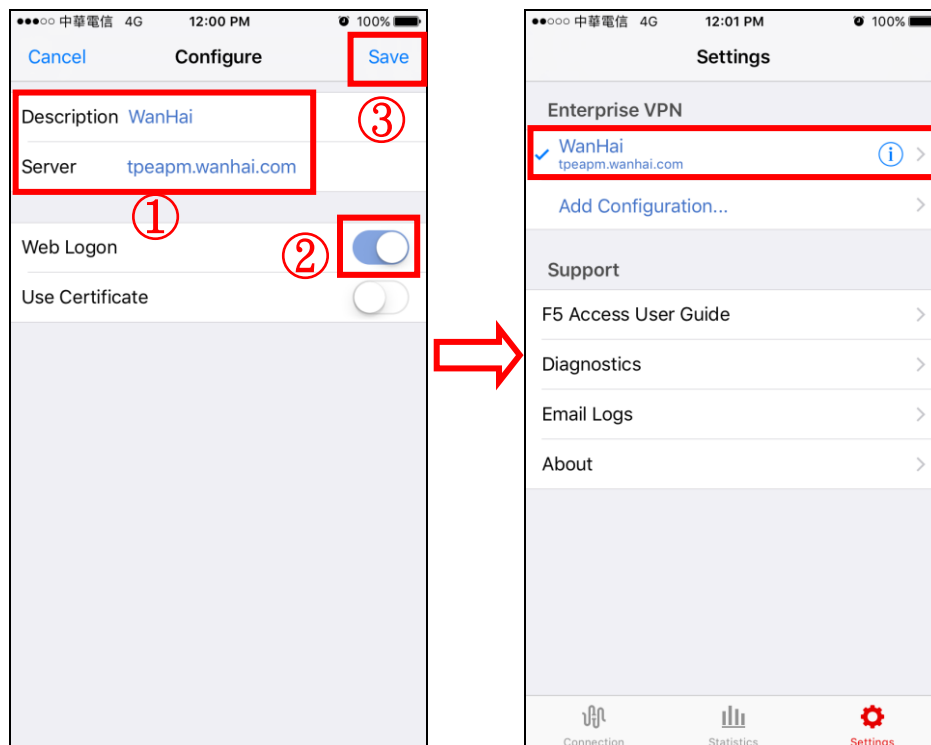 中華電信 4G 12:00 PM 100%
Cancel Configure Save
Description WanHai
③
Server tpeapm.wanhai.com
①
Web Logon
②
Use Certificate
中華電信 4G 12:01 PM 100%
Settings
Enterprise VPN
WanHai
tpeapm.wanhai.com
Add Configuration...
Support
F5 Access User Guide
Diagnostics
Email Logs
About
Connection Statistics Settings